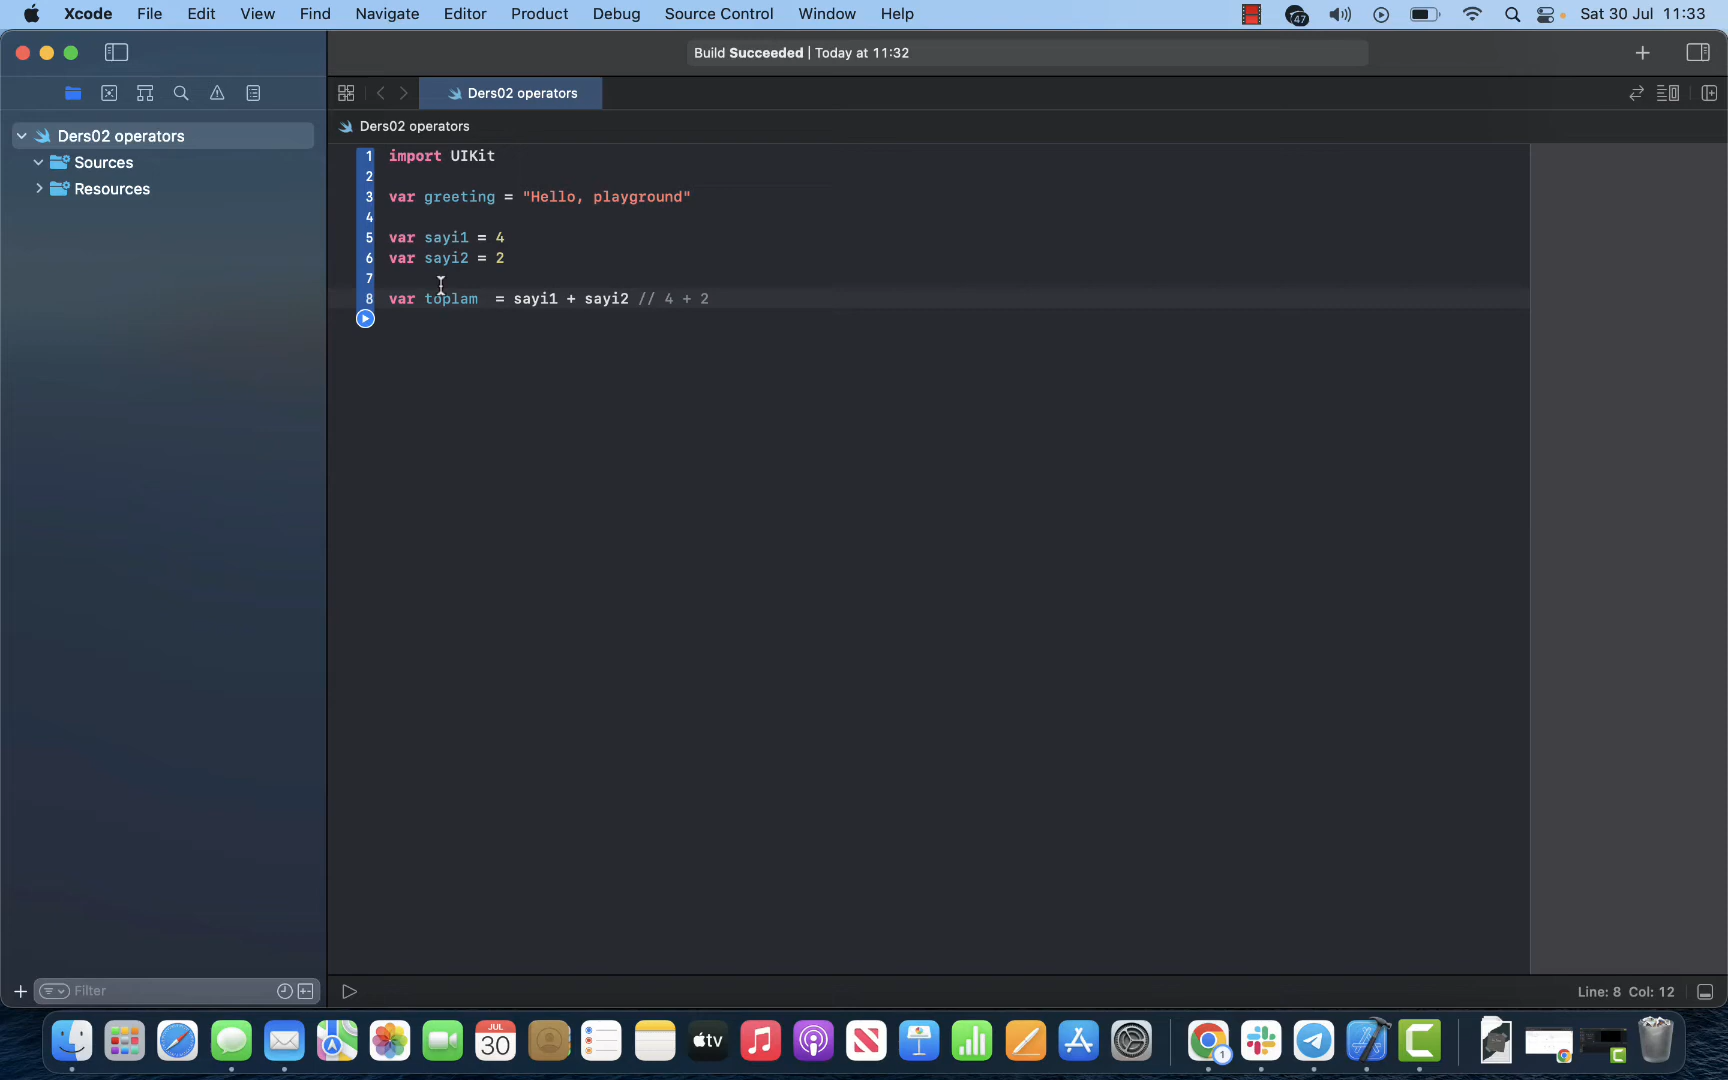 Xcode File Edit View Find Navigate Editor Product Debug Source Control Window Help 47 Sat 30 Jul 11:33
Build Succeeded | Today at 11:32
Ders02 operators
Ders02 operators
Ders02 operators
Sources
Resources
1 import UIKit
2
3 var greeting = "Hello, playground"
4
5 var sayi1 = 4
6 var sayi2 = 2
7
8 var toplam  = sayi1 + sayi2 // 4 + 2
Filter
Line: 8 Col: 12
JUL
30
tv
1